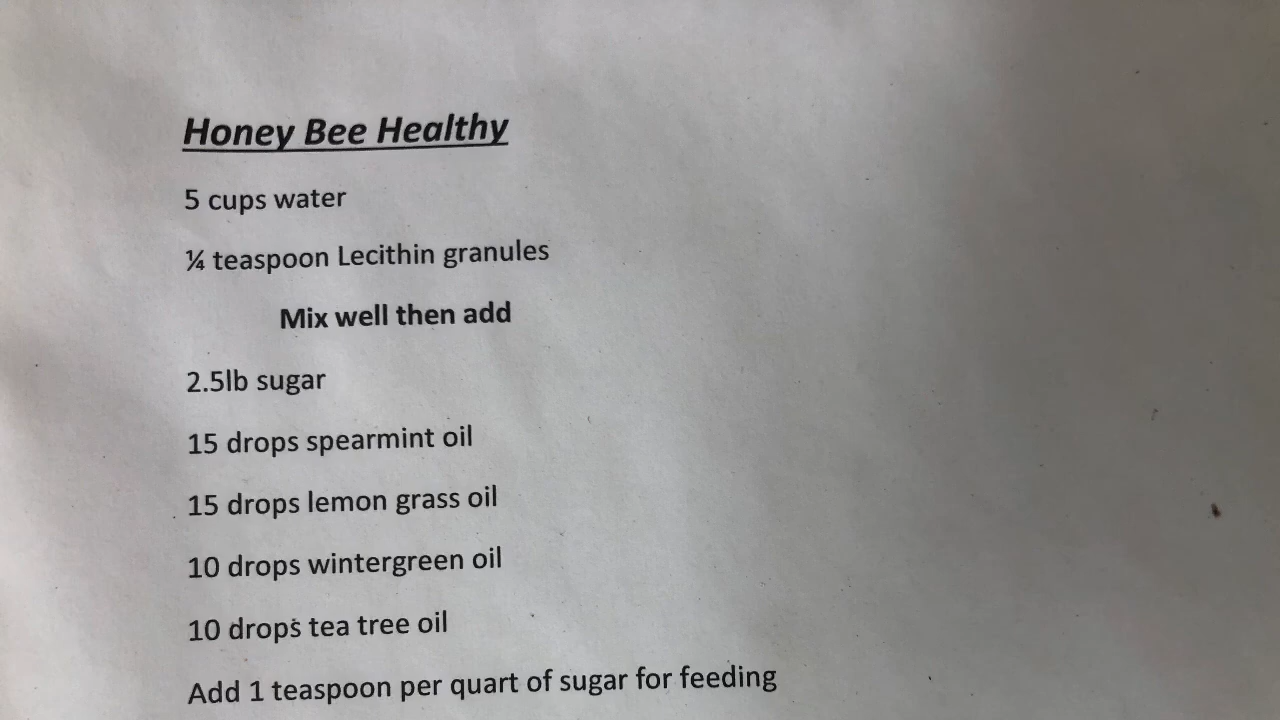 Honey Bee Healthy
5 cups water
¼ teaspoon Lecithin granules
Mix well then add
2.5lb sugar
15 drops spearmint oil
15 drops lemon grass oil
10 drops wintergreen oil
10 drops tea tree oil
Add 1 teaspoon per quart of sugar for feeding